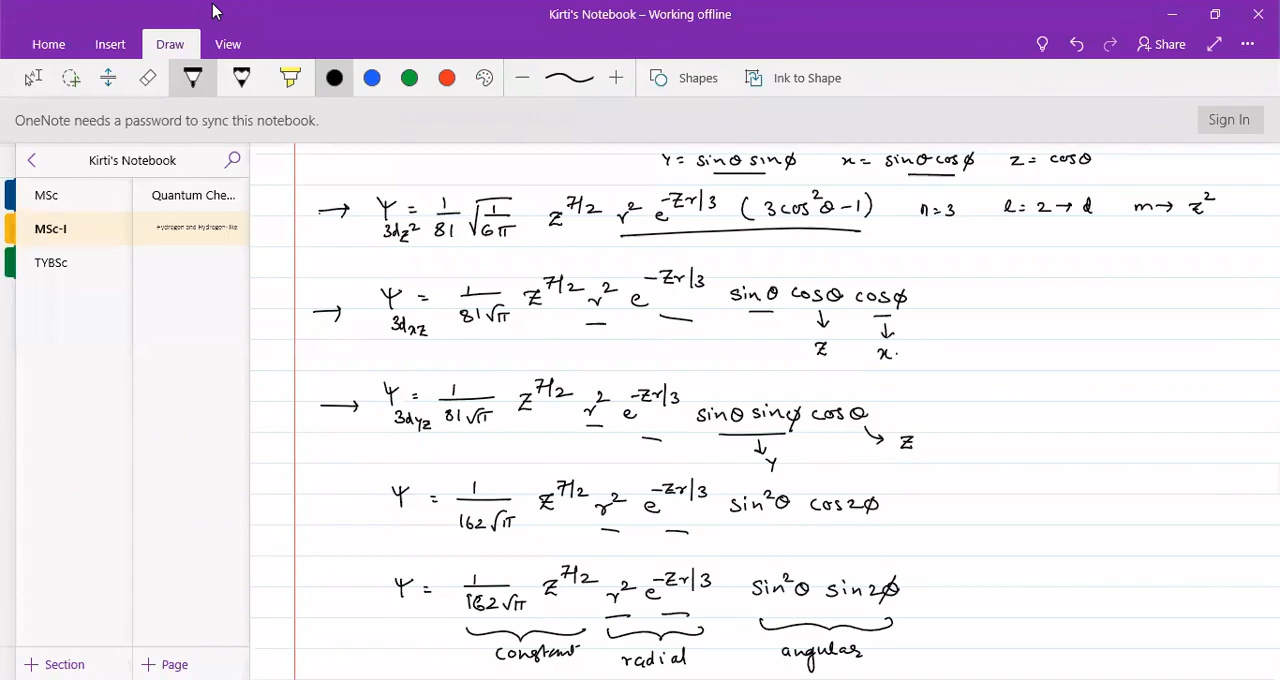 Kirti's Notebook – Working offline
Home Insert Draw View Share
Shapes Ink to Shape
OneNote needs a password to sync this notebook. Sign In
Kirti's Notebook
MSc Quantum Che...
MSc-I Hydrogen and Hydrogen-like
TYBSc
+ Section + Page
Y = sinθ sinϕ x = sinθ cosϕ z = cosθ
→ Ψ3dz² = 1/81 √(1/6π) Z^7/2 r² e^-Zr/3 (3cos²θ-1) n=3 l=2→d m→ z²
→ Ψ3dxz = 1/81√π Z^7/2 r² e^-Zr/3 sinθ cosθ cosϕ
↓ ↓
z x.
→ Ψ3dyz = 1/81√π Z^7/2 r² e^-Zr/3 sinθ sinϕ cosθ
↓ ↘ z
y
Ψ = 1/162√π Z^7/2 r² e^-Zr/3 sin²θ cos2ϕ
Ψ = 1/162√π Z^7/2 r² e^-Zr/3 sin²θ sin2ϕ
constant radial angular